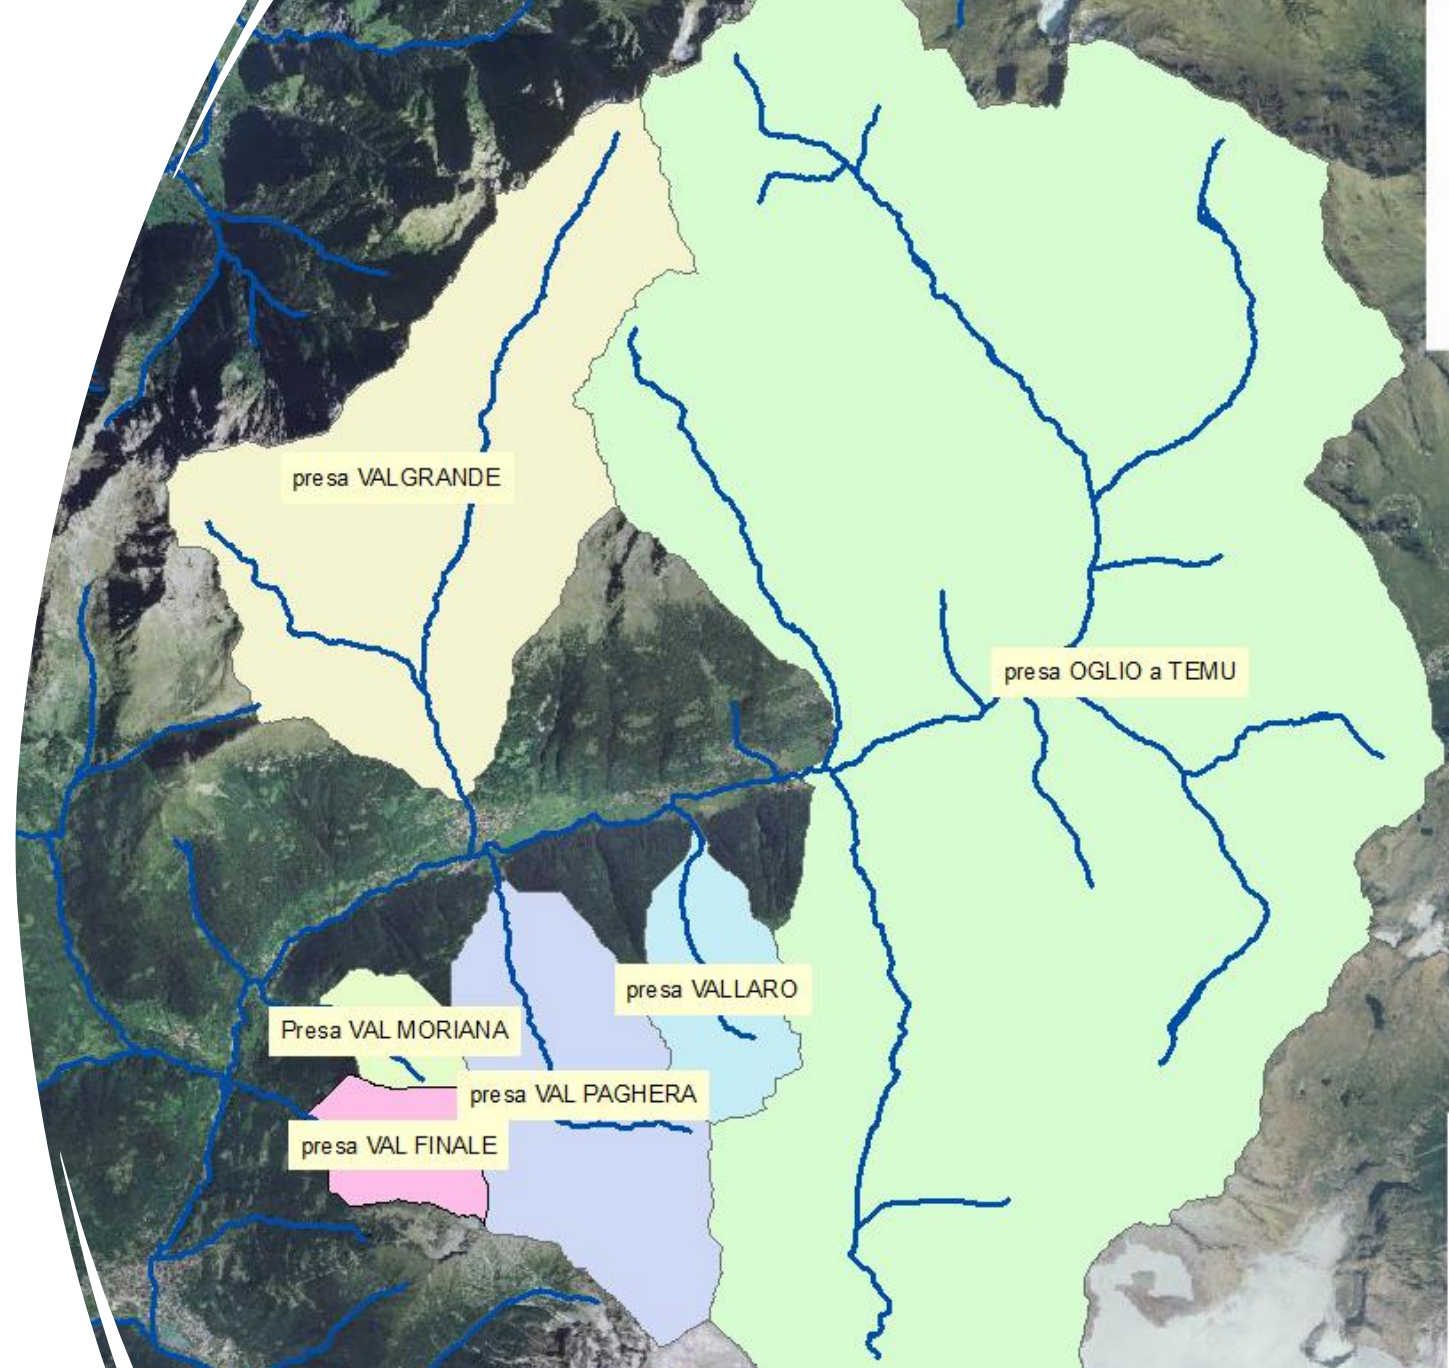 presa VALGRANDE
presa OGLIO a TEMU
presa VALLARO
Presa VAL MORIANA
presa VAL PAGHERA
presa VAL FINALE